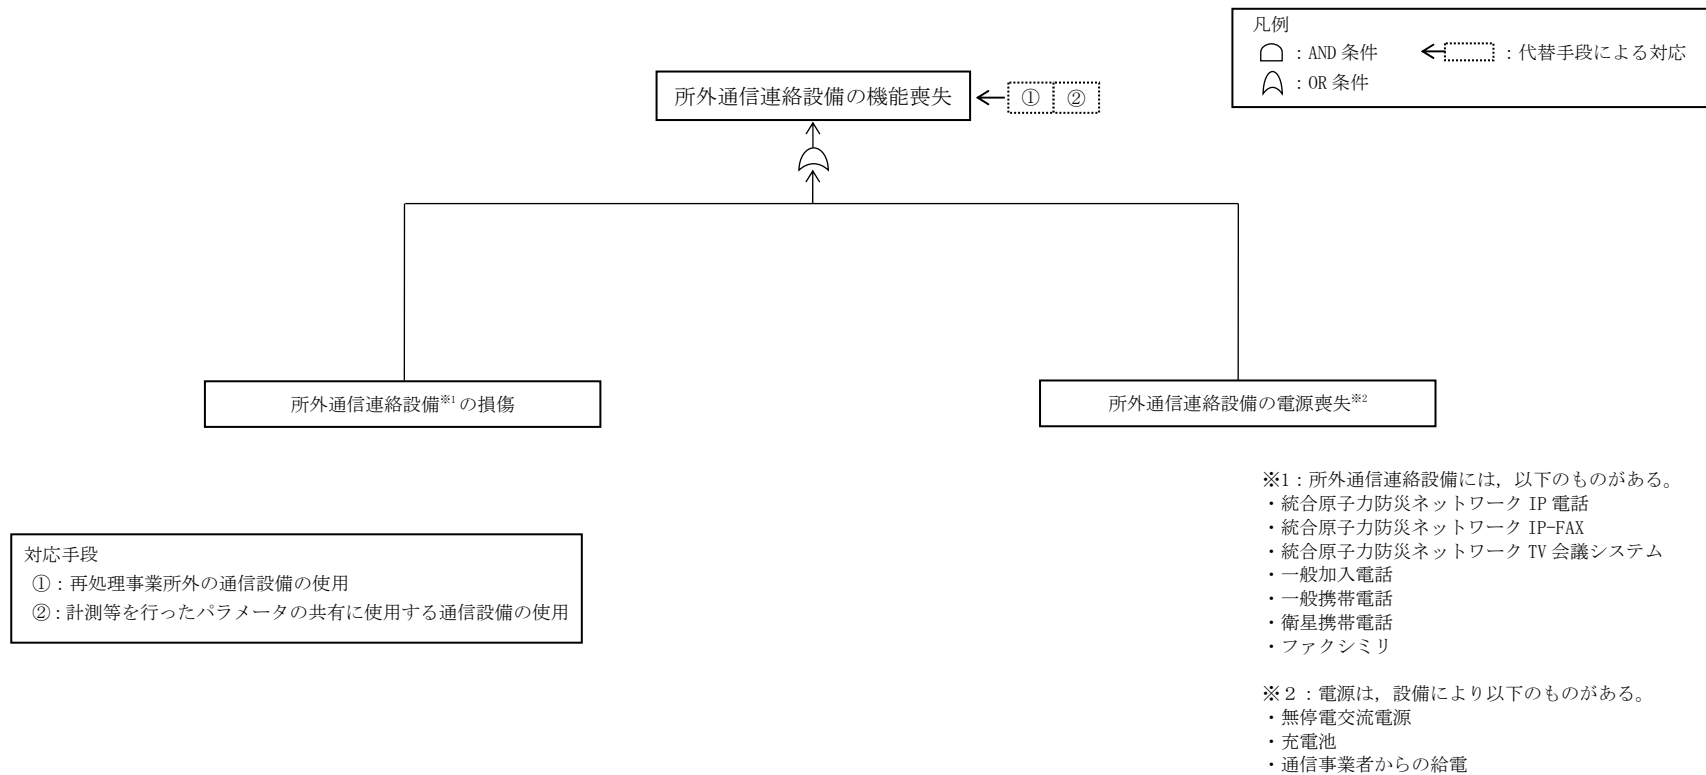 凡例
：AND 条件
：代替手段による対応
：OR 条件
所外通信連絡設備の機能喪失
① ②
所外通信連絡設備※1の損傷
所外通信連絡設備の電源喪失※2
対応手段
①：再処理事業所外の通信設備の使用
②：計測等を行ったパラメータの共有に使用する通信設備の使用
※1：所外通信連絡設備には，以下のものがある。
・統合原子力防災ネットワーク IP 電話
・統合原子力防災ネットワーク IP-FAX
・統合原子力防災ネットワーク TV 会議システム
・一般加入電話
・一般携帯電話
・衛星携帯電話
・ファクシミリ
※２：電源は，設備により以下のものがある。
・無停電交流電源
・充電池
・通信事業者からの給電